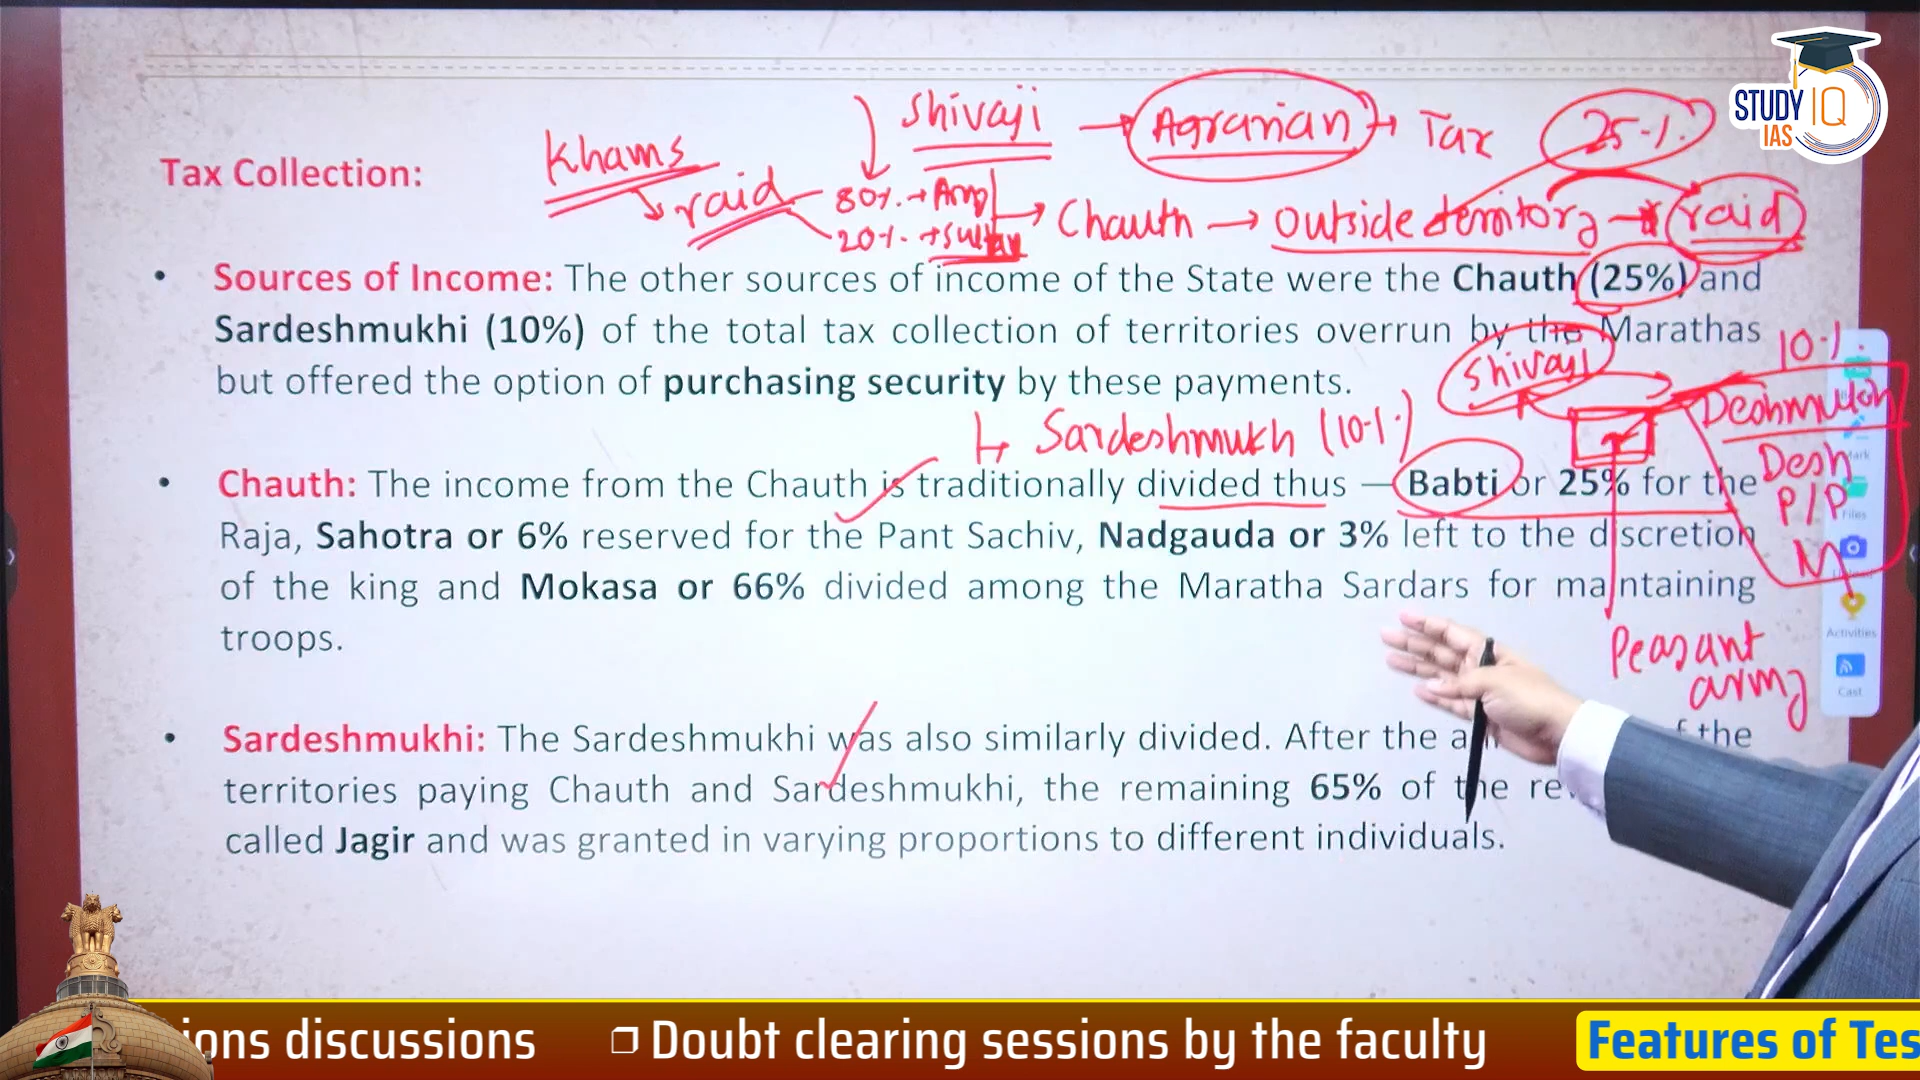 STUDY IQ
IAS
Khams
raid
80%. → Army
20%. →
Shivaji → Agrarian → Tax 25%.
Chauth → outside territory → raid
Tax Collection:
• Sources of Income: The other sources of income of the State were the Chauth (25%) and
Sardeshmukhi (10%) of the total tax collection of territories overrun by the Marathas
but offered the option of purchasing security by these payments.
Shivaji
10%.
Deshmukh
Desh
P/P
M
Sardeshmukh (10%.)
• Chauth: The income from the Chauth is traditionally divided thus — Babti or 25% for the
Raja, Sahotra or 6% reserved for the Pant Sachiv, Nadgauda or 3% left to the discretion
of the king and Mokasa or 66% divided among the Maratha Sardars for maintaining
troops.
Peasant
army
Files
Activities
Cast
• Sardeshmukhi: The Sardeshmukhi was also similarly divided. After the the
territories paying Chauth and Sardeshmukhi, the remaining 65% of the
called Jagir and was granted in varying proportions to different individuals.
ions discussions ❐ Doubt clearing sessions by the faculty Features of Tes